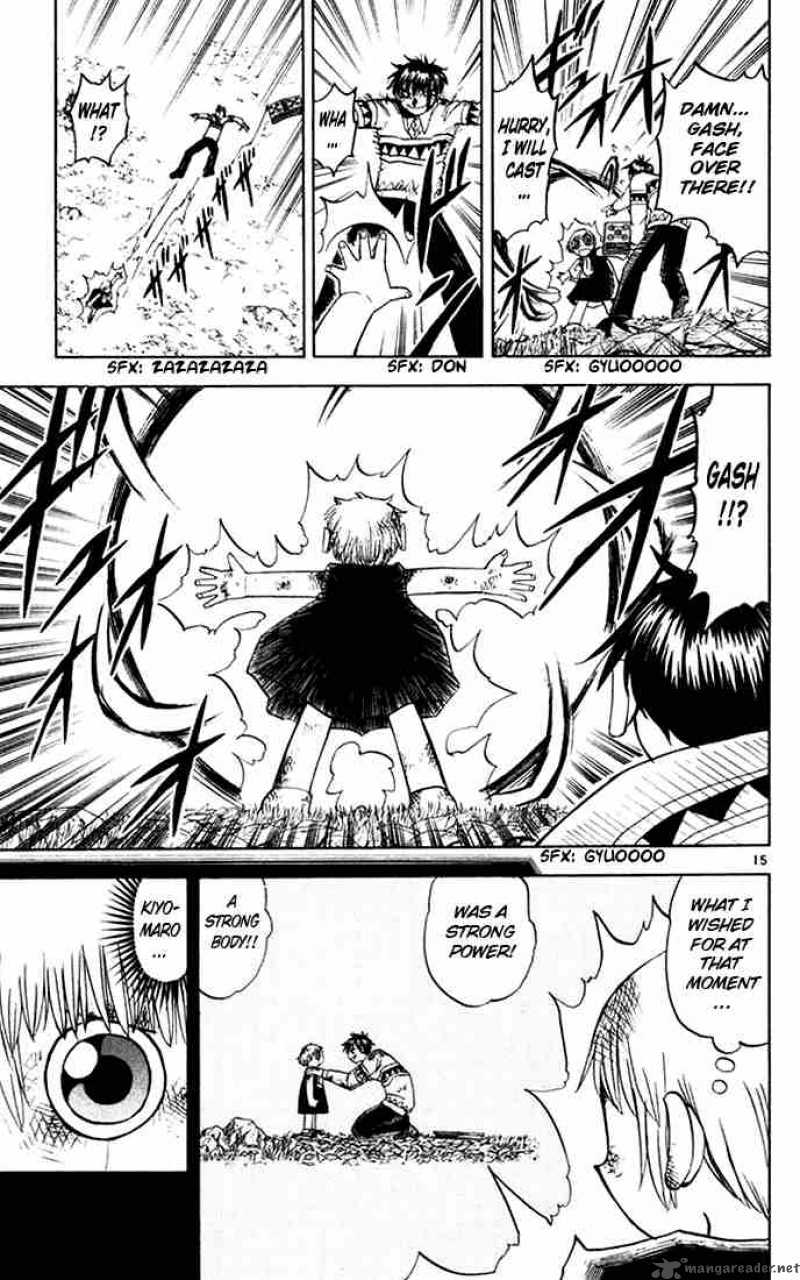 DAMN...
GASH,
FACE
OVER
THERE!!
HURRY,
I WILL
CAST
...
SFX: GYUOOOOO
WHA
...
SFX: DON
WHAT
!?
SFX: ZAZAZAZAZA
GASH
!!?
SFX: GYUOOOO
15
WHAT I
WISHED
FOR AT
THAT
MOMENT
...
WAS A
STRONG
POWER!
A
STRONG
BODY!!
KIYO-
MARO
...
mangareader.net